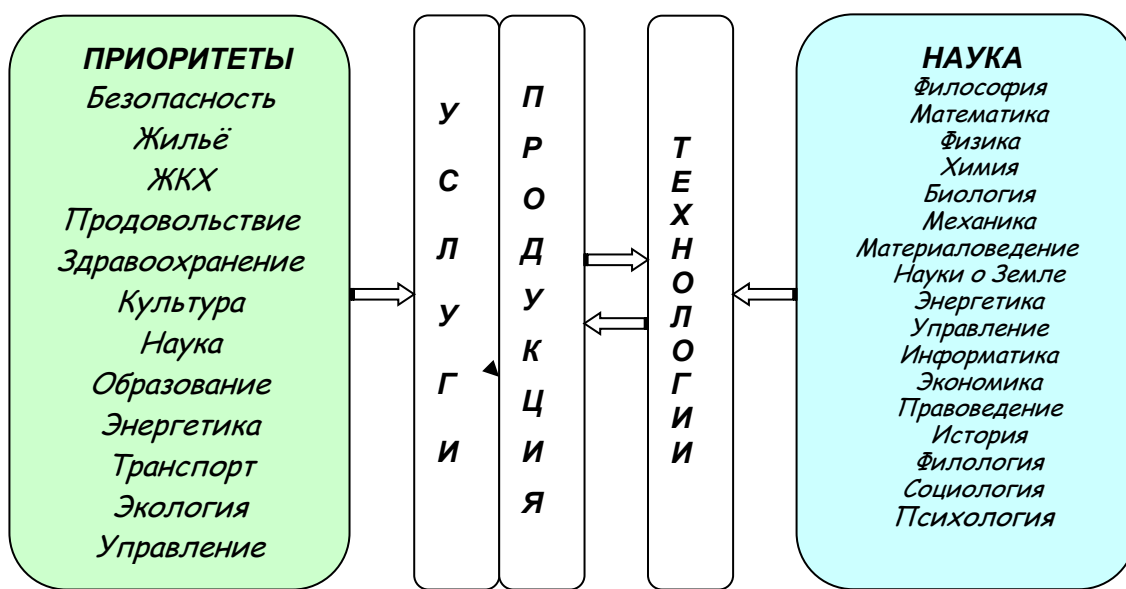 ПРИОРИТЕТЫ
Безопасность
Жильё
ЖКХ
Продовольствие
Здравоохранение
Культура
Наука
Образование
Энергетика
Транспорт
Экология
Управление
УСЛУГИ
ПРОДУКЦИЯ
ТЕХНОЛОГИИ
НАУКА
Философия
Математика
Физика
Химия
Биология
Механика
Материаловедение
Науки о Земле
Энергетика
Управление
Информатика
Экономика
Правоведение
История
Филология
Социология
Психология